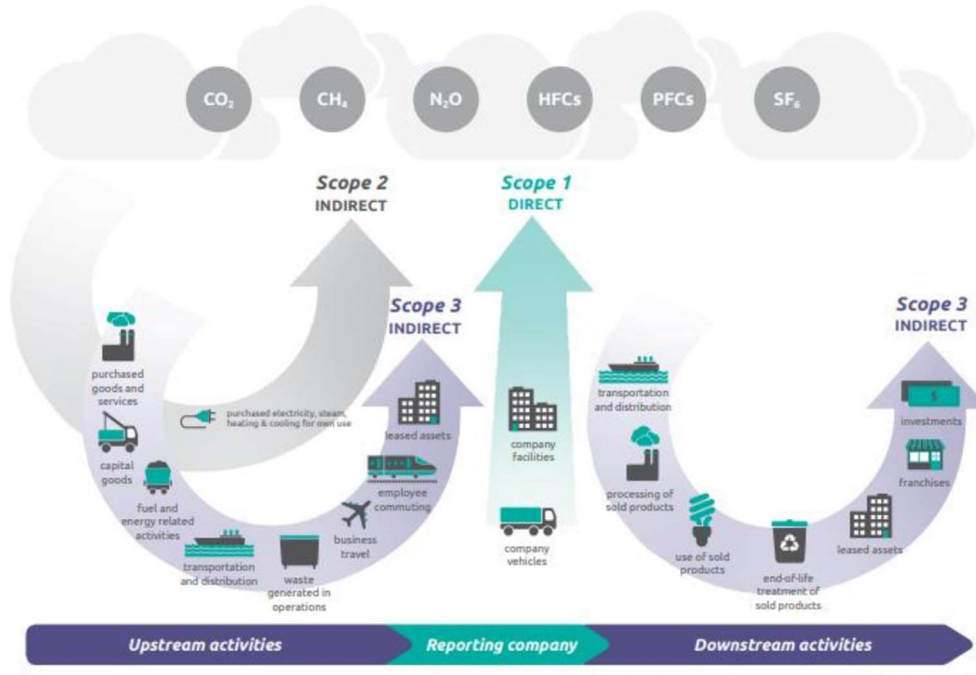 CO₂
CH₄
N₂O
HFCs
PFCs
SF₆
Scope 2
INDIRECT
Scope 1
DIRECT
Scope 3
INDIRECT
Scope 3
INDIRECT
purchased
goods and
services
capital
goods
fuel and
energy related
activities
purchased electricity, steam,
heating & cooling for own use
transportation
and distribution
waste
generated in
operations
business
travel
employee
commuting
leased assets
company
facilities
company
vehicles
transportation
and distribution
processing of
sold products
use of sold
products
end-of-life
treatment of
sold products
leased assets
franchises
$
investments
Upstream activities
Reporting company
Downstream activities